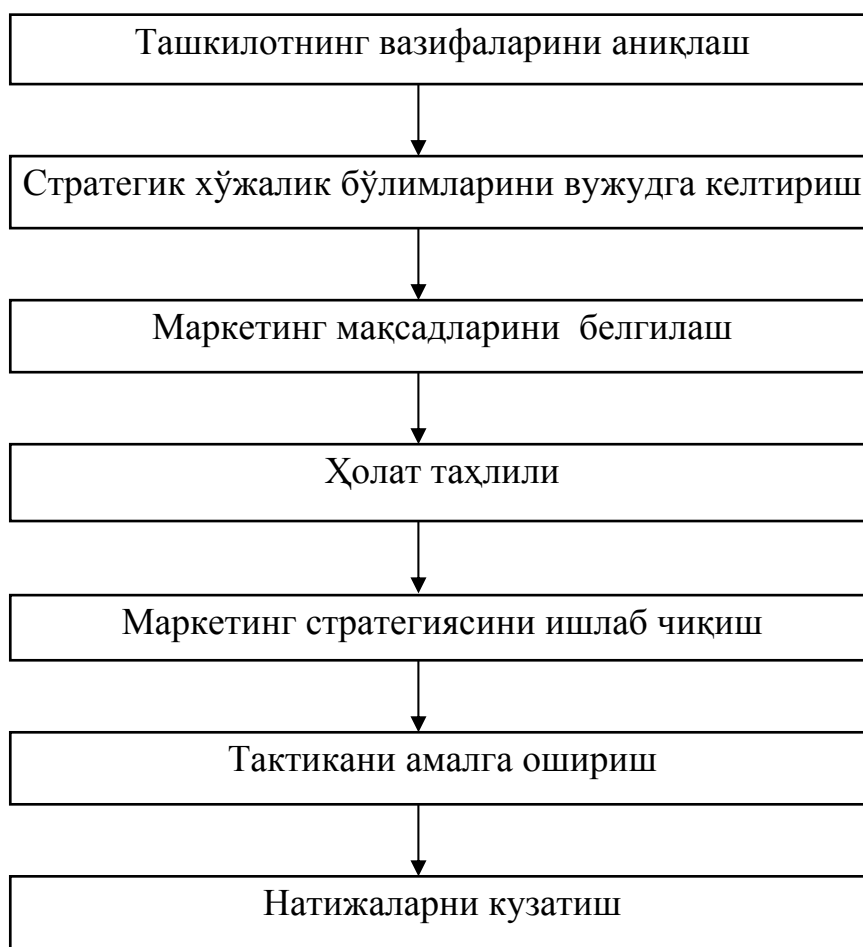 Ташкилотнинг вазифаларини аниқлаш
Стратегик хўжалик бўлимларини вужудга келтириш
Маркетинг мақсадларини белгилаш
Ҳолат таҳлили
Маркетинг стратегиясини ишлаб чиқиш
Тактикани амалга ошириш
Натижаларни кузатиш